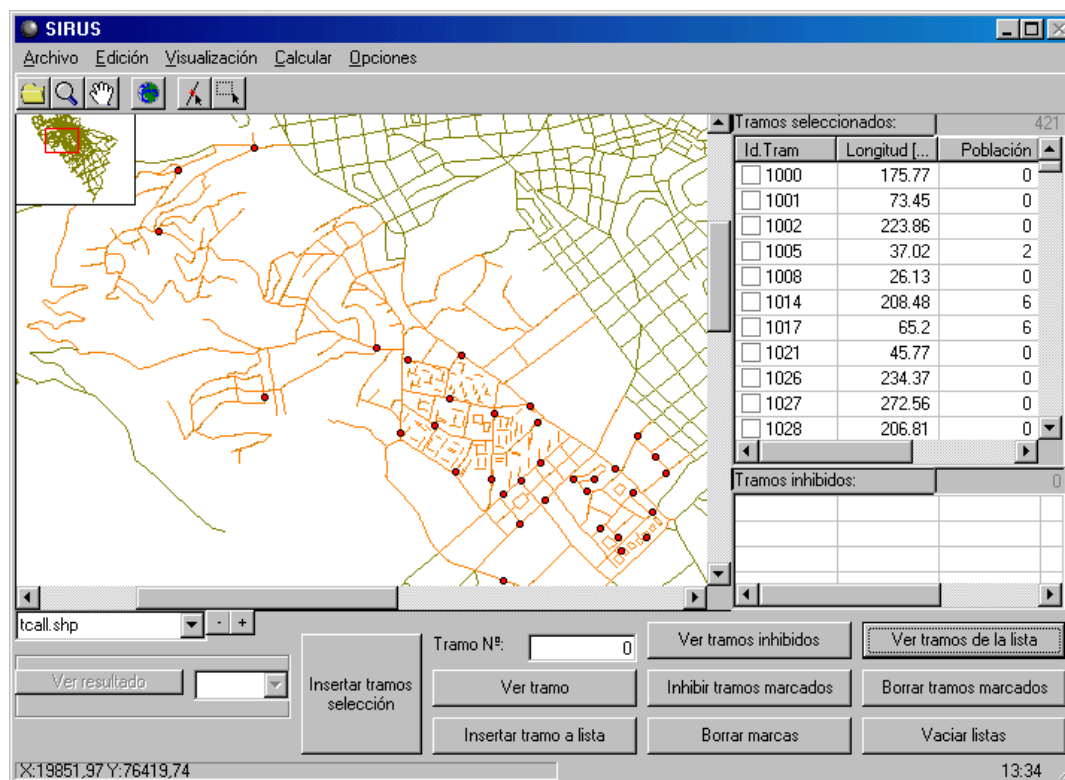 SIRUS
Archivo Edición Visualización Calcular Opciones
Tramos seleccionados: 421
Id.Tram Longitud [... Población
1000 175.77 0
1001 73.45 0
1002 223.86 0
1005 37.02 2
1008 26.13 0
1014 208.48 6
1017 65.2 6
1021 45.77 0
1026 234.37 0
1027 272.56 0
1028 206.81 0
Tramos inhibidos: 0
tcall.shp - +
Ver resultado
Insertar tramos selección
Tramo Nº: 0
Ver tramo
Insertar tramo a lista
Ver tramos inhibidos
Inhibir tramos marcados
Borrar marcas
Ver tramos de la lista
Borrar tramos marcados
Vaciar listas
X:19851,97 Y:76419,74
13:34